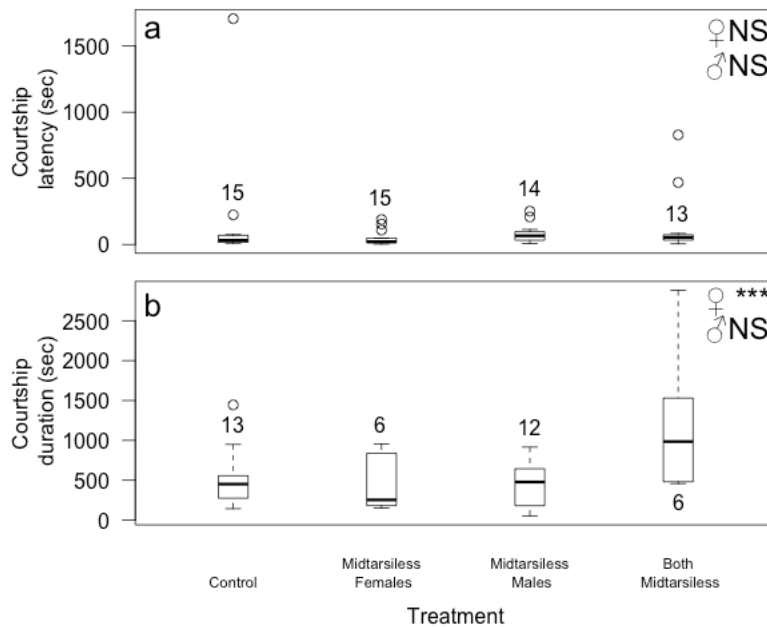 a
♀NS
♂NS
Courtship
latency (sec)
1500
1000
500
0
15
15
14
13
b
♀ ***
♂NS
Courtship
duration (sec)
2500
2000
1500
1000
500
0
13
6
12
6
Control
Midtarsiless
Females
Midtarsiless
Males
Both
Midtarsiless
Treatment